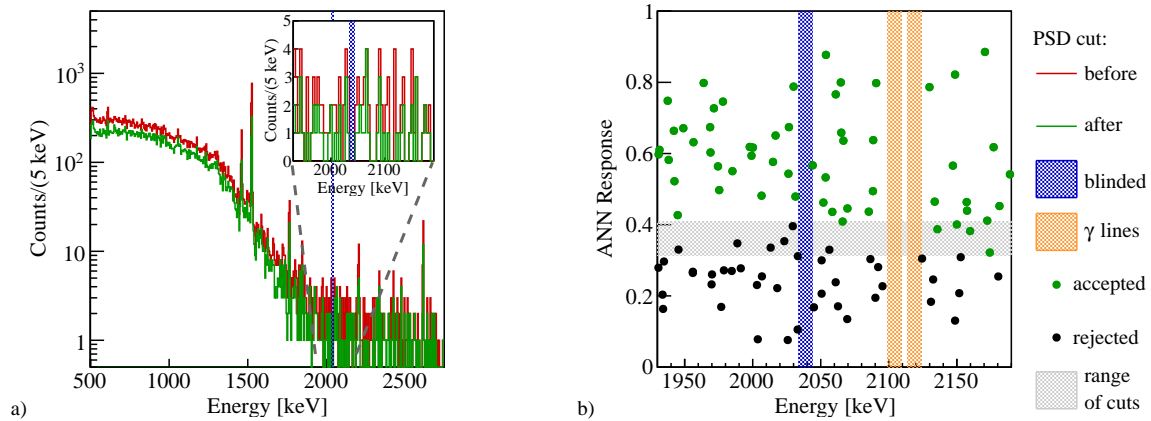 a)
Counts/(5 keV)
10³
10²
10
1
500 1000 1500 2000 2500
Energy [keV]
Counts/(5 keV)
5
4
3
2
1
0
2000 2100
Energy [keV]
b)
ANN Response
1
0.8
0.6
0.4
0.2
0
1950 2000 2050 2100 2150
Energy [keV]
PSD cut:
before
after
blinded
γ lines
accepted
rejected
range
of cuts